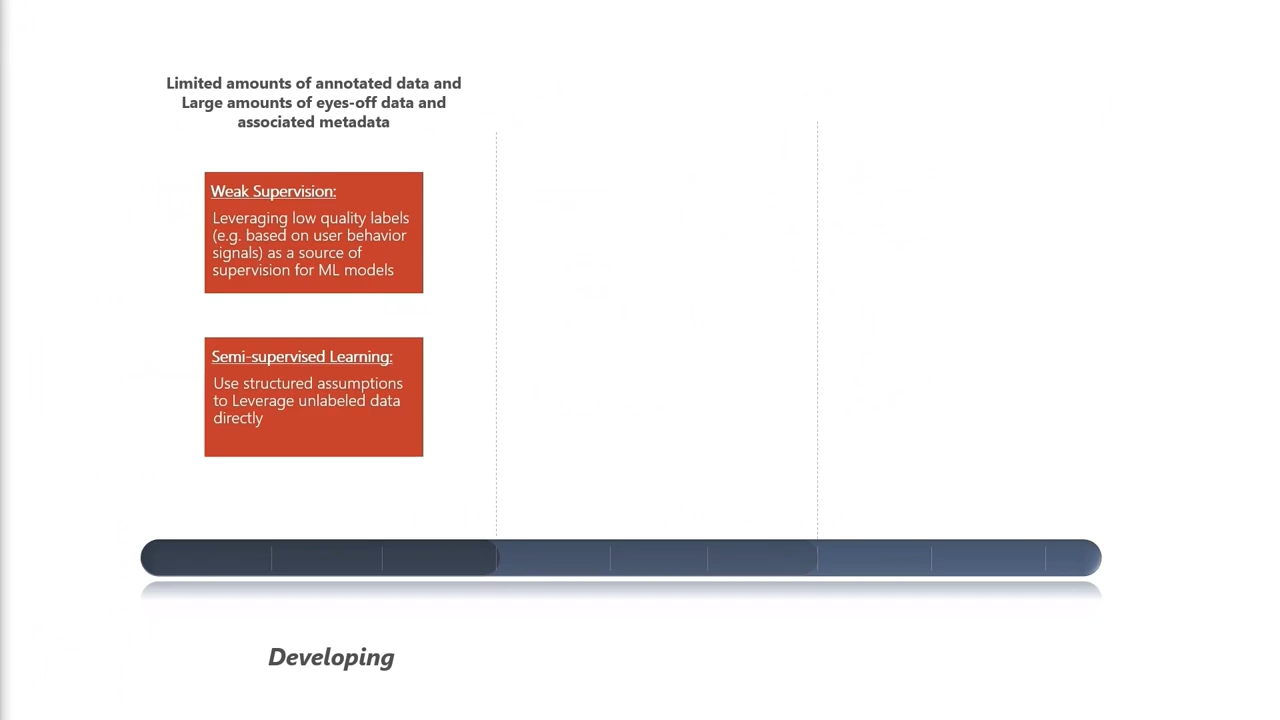 Limited amounts of annotated data and
Large amounts of eyes-off data and
associated metadata
Weak Supervision:
Leveraging low quality labels
(e.g. based on user behavior
signals) as a source of
supervision for ML models
Semi-supervised Learning:
Use structured assumptions
to Leverage unlabeled data
directly
Developing